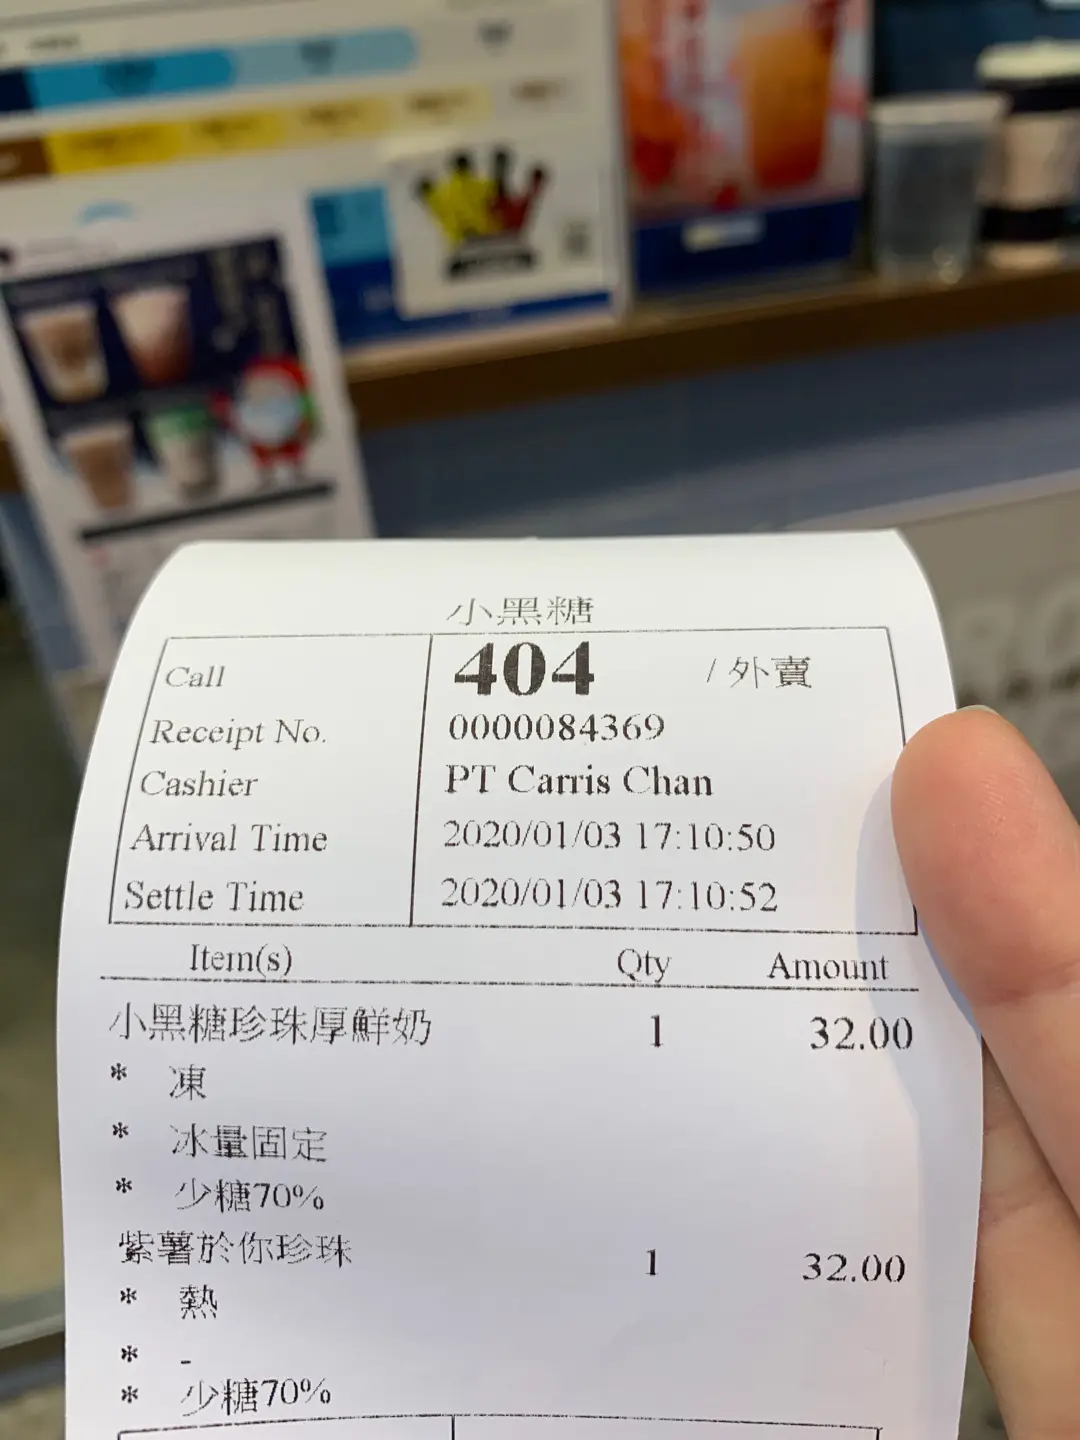 小黑糖
Call 404 / 外賣
Receipt No. 0000084369
Cashier PT Carris Chan
Arrival Time 2020/01/03 17:10:50
Settle Time 2020/01/03 17:10:52
Item(s) Qty Amount
小黑糖珍珠厚鮮奶 1 32.00
* 凍
* 冰量固定
* 少糖70%
紫薯於你珍珠 1 32.00
* 熱
* -
* 少糖70%